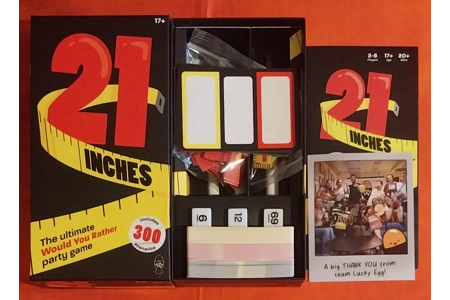 17+
21
INCHES
The ultimate
Would You Rather
party game
includes
300
scenarios
6
12
69
2-8
Players
17+
Age
20+
Mins
21
INCHES
A big THANK YOU from
team Lucky Egg!